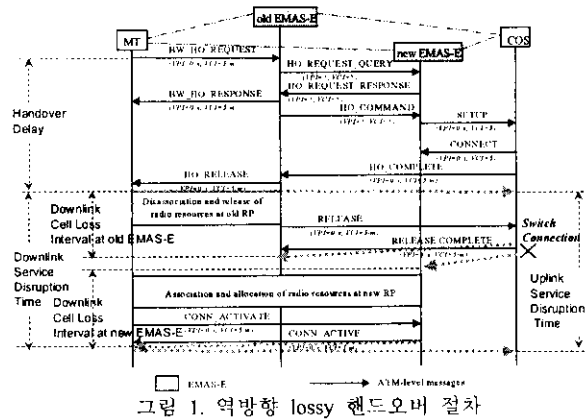 old EMAS-E
MT
new EMAS-E
COS
BW_HO_REQUEST
HO_REQUEST_QUERY
HO_REQUEST_RESPONSE
BW_HO_RESPONSE
HO_COMMAND
SETUP
CONNECT
HO_COMPLETE
HO_RELEASE
Handover
Delay
Disassociation and release of
radio resources at old RP
Downlink
Cell Loss
Interval at old EMAS-E
RELEASE
RELEASE COMPLETE
Switch
Connection
Downlink
Service
Disruption
Time
Uplink
Service
Disruption
Time
Association and allocation of radio resources at new RP
Downlink
Cell Loss
Interval at new EMAS-E
CONN_ACTIVATE
CONN_ACTIVE
EMAS-E
ATM-level messages
그림 1. 역방향 lossy 핸드오버 절차